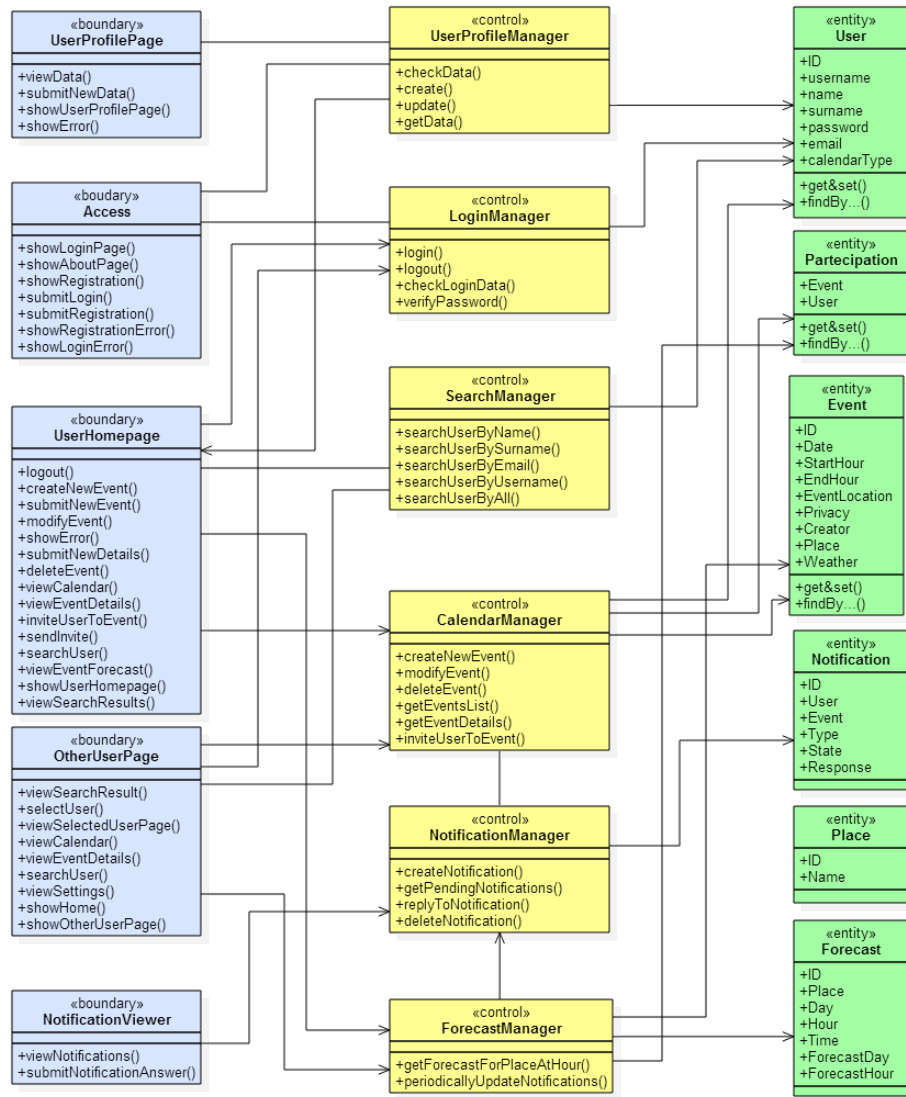 «boundary»
UserProfilePage
+viewData()
+submitNewData()
+showUserProfilePage()
+showError()
«boudary»
Access
+showLoginPage()
+showAboutPage()
+showRegistration()
+submitLogin()
+submitRegistration()
+showRegistrationError()
+showLoginError()
«boundary»
UserHomepage
+logout()
+createNewEvent()
+submitNewEvent()
+modifyEvent()
+showError()
+submitNewDetails()
+deleteEvent()
+viewCalendar()
+viewEventDetails()
+inviteUserToEvent()
+sendInvite()
+searchUser()
+viewEventForecast()
+showUserHomepage()
+viewSearchResults()
«boundary»
OtherUserPage
+viewSearchResult()
+selectUser()
+viewSelectedUserPage()
+viewCalendar()
+viewEventDetails()
+searchUser()
+viewSettings()
+showHome()
+showOtherUserPage()
«boundary»
NotificationViewer
+viewNotifications()
+submitNotificationAnswer()
«control»
UserProfileManager
+checkData()
+create()
+update()
+getData()
«control»
LoginManager
+login()
+logout()
+checkLoginData()
+verifyPassword()
«control»
SearchManager
+searchUserByName()
+searchUserBySurname()
+searchUserByEmail()
+searchUserByUsername()
+searchUserByAll()
«control»
CalendarManager
+createNewEvent()
+modifyEvent()
+deleteEvent()
+getEventsList()
+getEventDetails()
+inviteUserToEvent()
«control»
NotificationManager
+createNotification()
+getPendingNotifications()
+replyToNotification()
+deleteNotification()
«control»
ForecastManager
+getForecastForPlaceAtHour()
+periodicallyUpdateNotifications()
«entity»
User
+ID
+username
+name
+surname
+password
+email
+calendarType
+get&set()
+findBy...()
«entity»
Partecipation
+Event
+User
+get&set()
+findBy...()
«entity»
Event
+ID
+Date
+StartHour
+EndHour
+EventLocation
+Privacy
+Creator
+Place
+Weather
+get&set()
+findBy...()
«entity»
Notification
+ID
+User
+Event
+Type
+State
+Response
«entity»
Place
+ID
+Name
«entity»
Forecast
+ID
+Place
+Day
+Hour
+Time
+ForecastDay
+ForecastHour